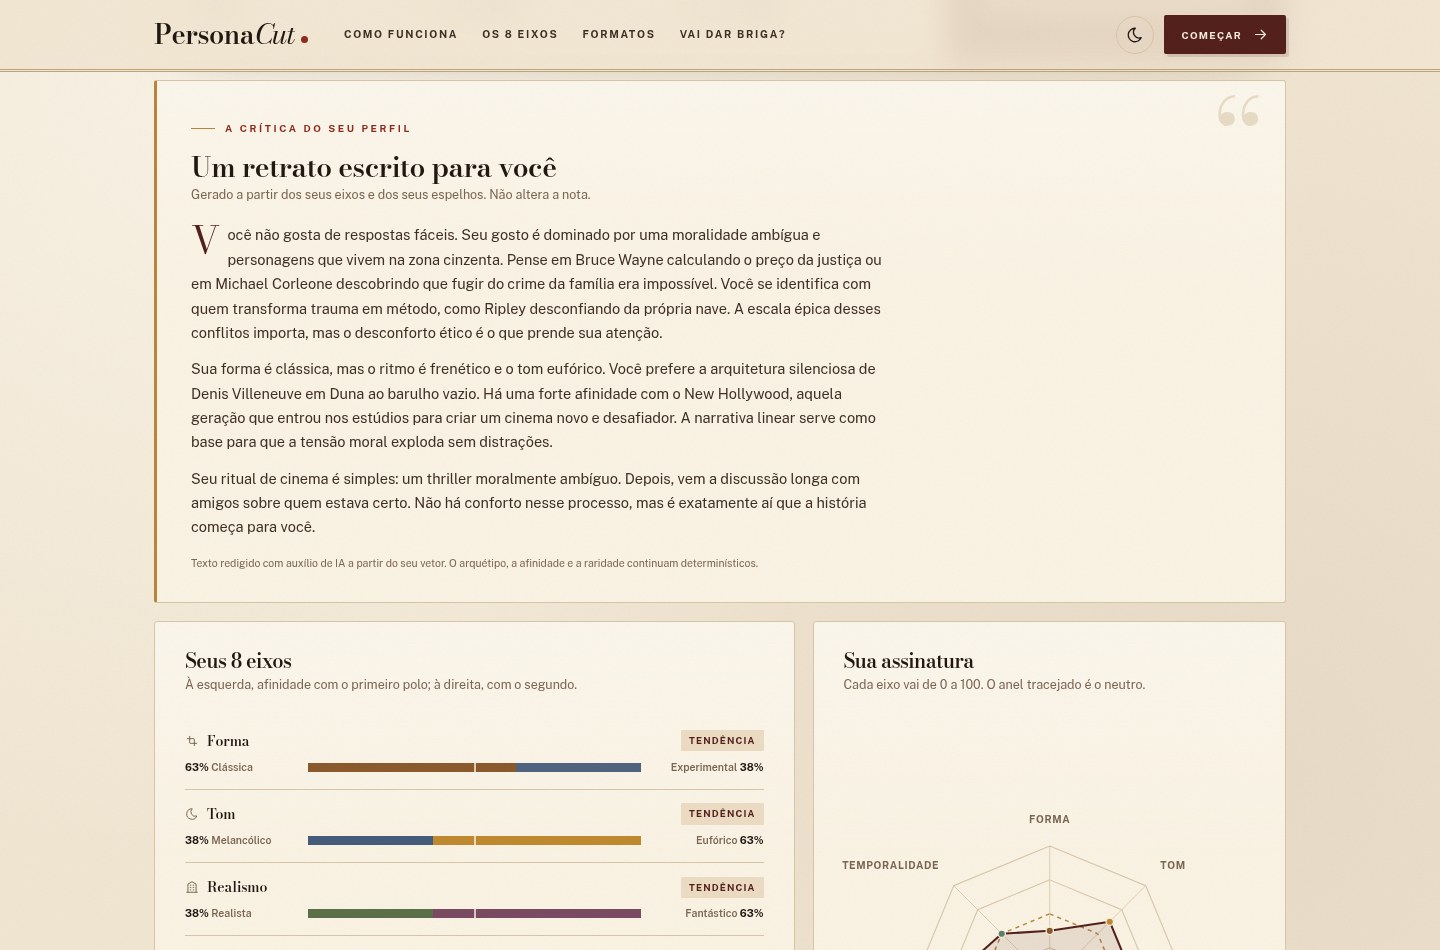 PersonaCut
COMO FUNCIONA
OS 8 EIXOS
FORMATOS
VAI DAR BRIGA?
COMEÇAR
A CRÍTICA DO SEU PERFIL
Um retrato escrito para você
Gerado a partir dos seus eixos e dos seus espelhos. Não altera a nota.
Você não gosta de respostas fáceis. Seu gosto é dominado por uma moralidade ambígua e
personagens que vivem na zona cinzenta. Pense em Bruce Wayne calculando o preço da justiça ou
em Michael Corleone descobrindo que fugir do crime da família era impossível. Você se identifica com
quem transforma trauma em método, como Ripley desconfiando da própria nave. A escala épica desses
conflitos importa, mas o desconforto ético é o que prende sua atenção.
Sua forma é clássica, mas o ritmo é frenético e o tom eufórico. Você prefere a arquitetura silenciosa de
Denis Villeneuve em Duna ao barulho vazio. Há uma forte afinidade com o New Hollywood, aquela
geração que entrou nos estúdios para criar um cinema novo e desafiador. A narrativa linear serve como
base para que a tensão moral exploda sem distrações.
Seu ritual de cinema é simples: um thriller moralmente ambíguo. Depois, vem a discussão longa com
amigos sobre quem estava certo. Não há conforto nesse processo, mas é exatamente aí que a história
começa para você.
Texto redigido com auxílio de IA a partir do seu vetor. O arquétipo, a afinidade e a raridade continuam determinísticos.
Seus 8 eixos
À esquerda, afinidade com o primeiro polo; à direita, com o segundo.
Forma
TENDÊNCIA
63% Clássica
Experimental 38%
Tom
TENDÊNCIA
38% Melancólico
Eufórico 63%
Realismo
TENDÊNCIA
38% Realista
Fantástico 63%
Sua assinatura
Cada eixo vai de 0 a 100. O anel tracejado é o neutro.
FORMA
TEMPORALIDADE
TOM